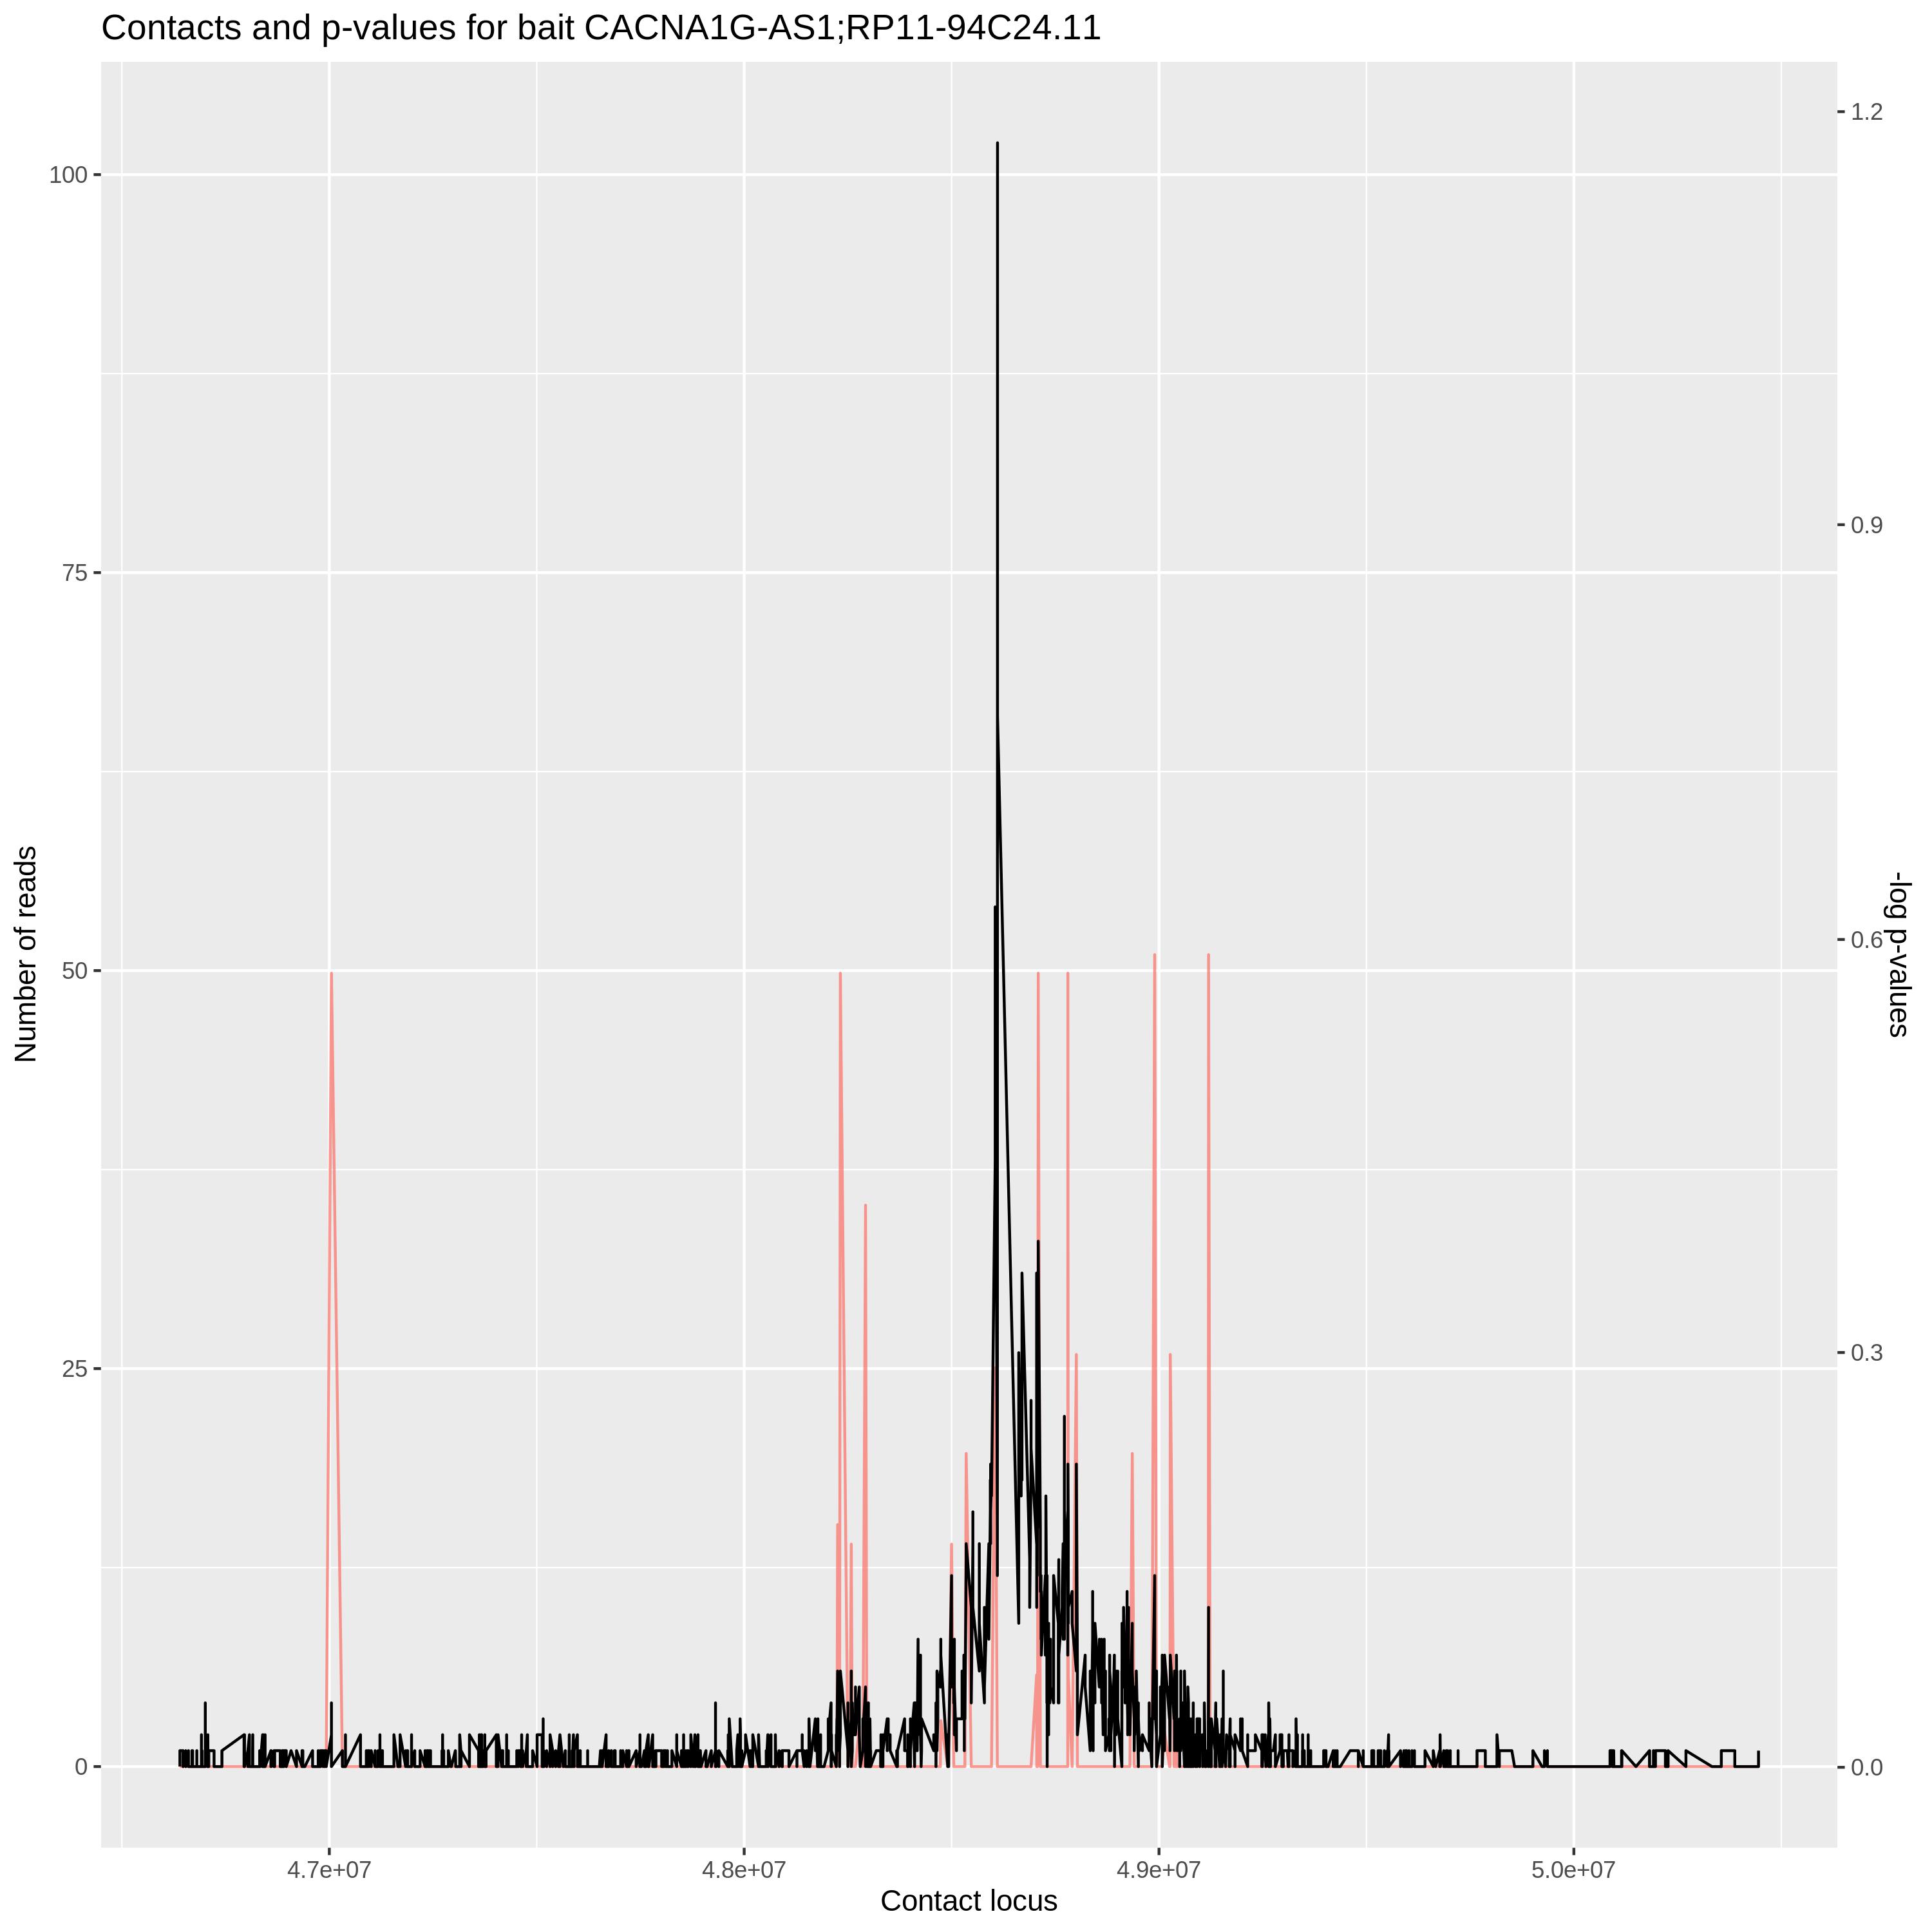 Contacts and p-values for bait CACNA1G-AS1;RP11-94C24.11
Number of reads
100
75
50
25
0
1.2
0.9
0.6
0.3
0.0
-log p-values
4.7e+07
4.8e+07
4.9e+07
5.0e+07
Contact locus